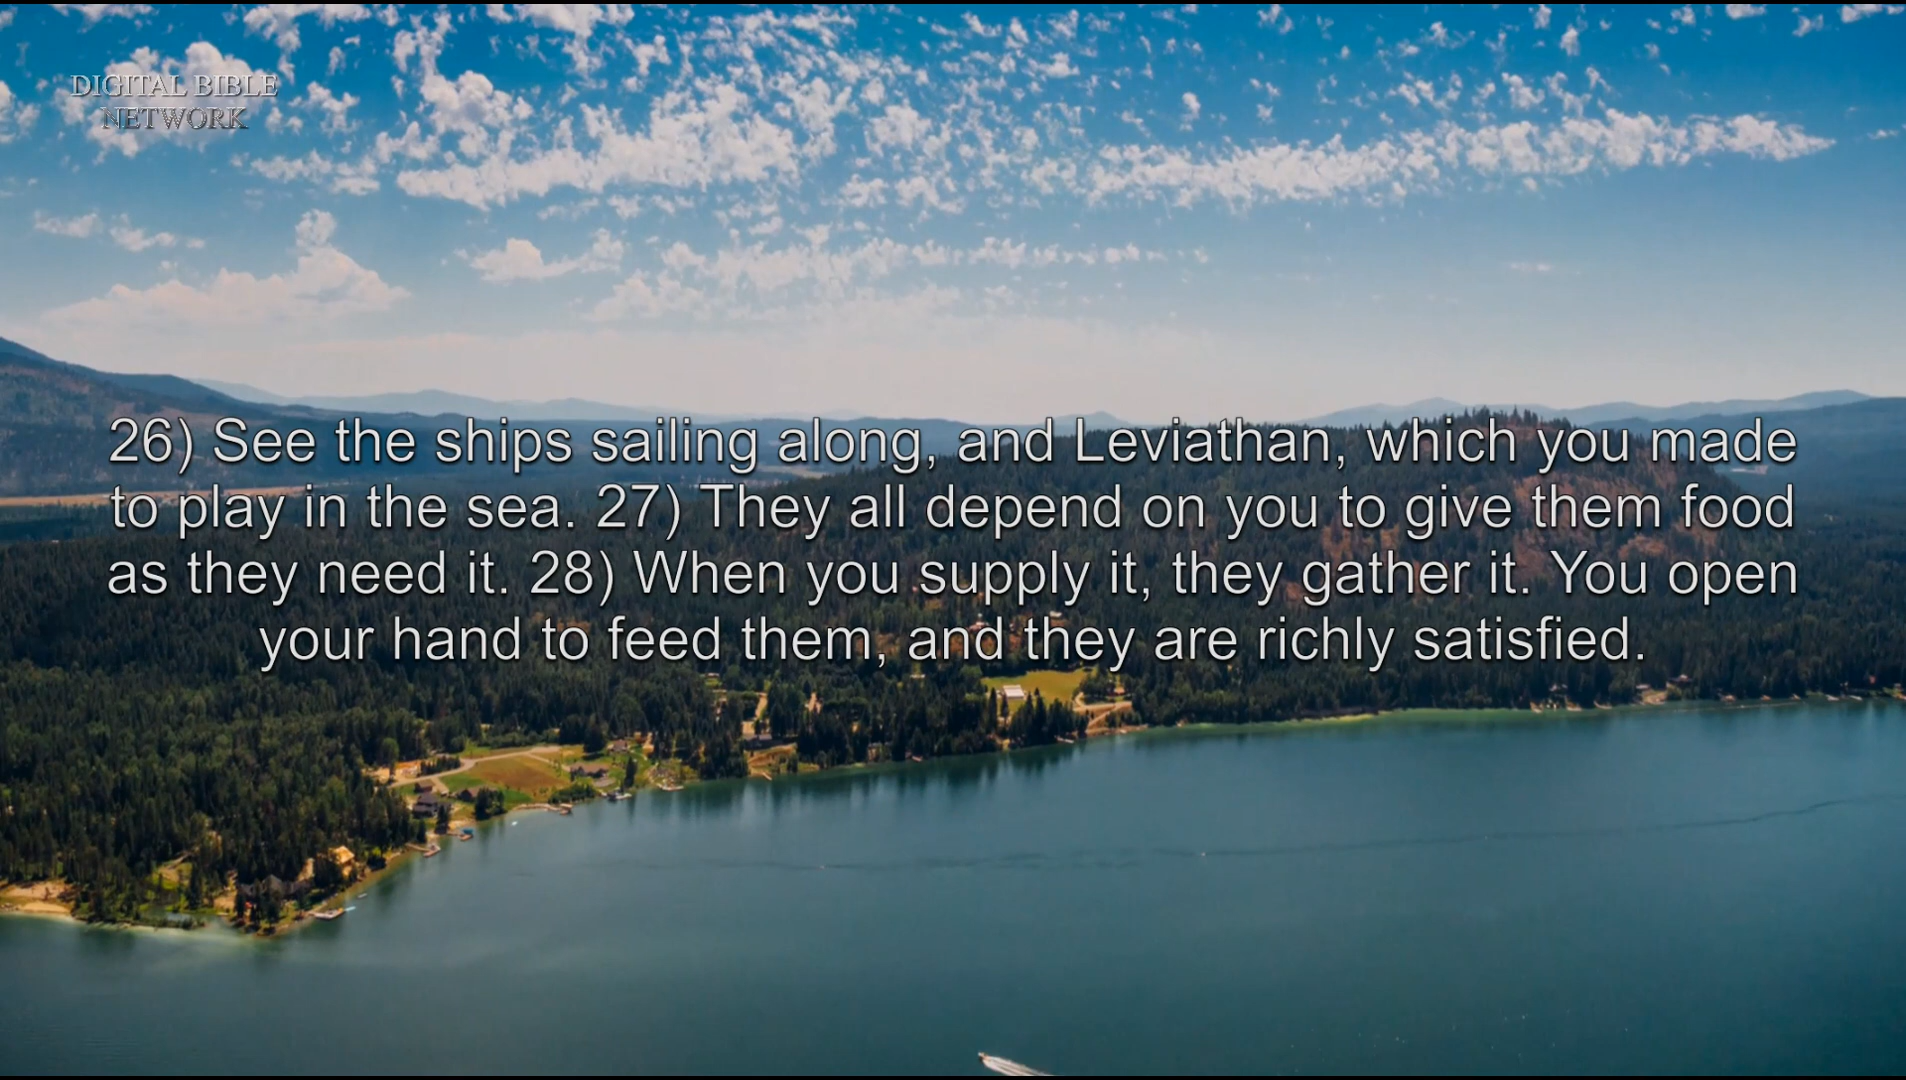 DIGITAL BIBLE
NETWORK
26) See the ships sailing along, and Leviathan, which you made
to play in the sea. 27) They all depend on you to give them food
as they need it. 28) When you supply it, they gather it. You open
your hand to feed them, and they are richly satisfied.